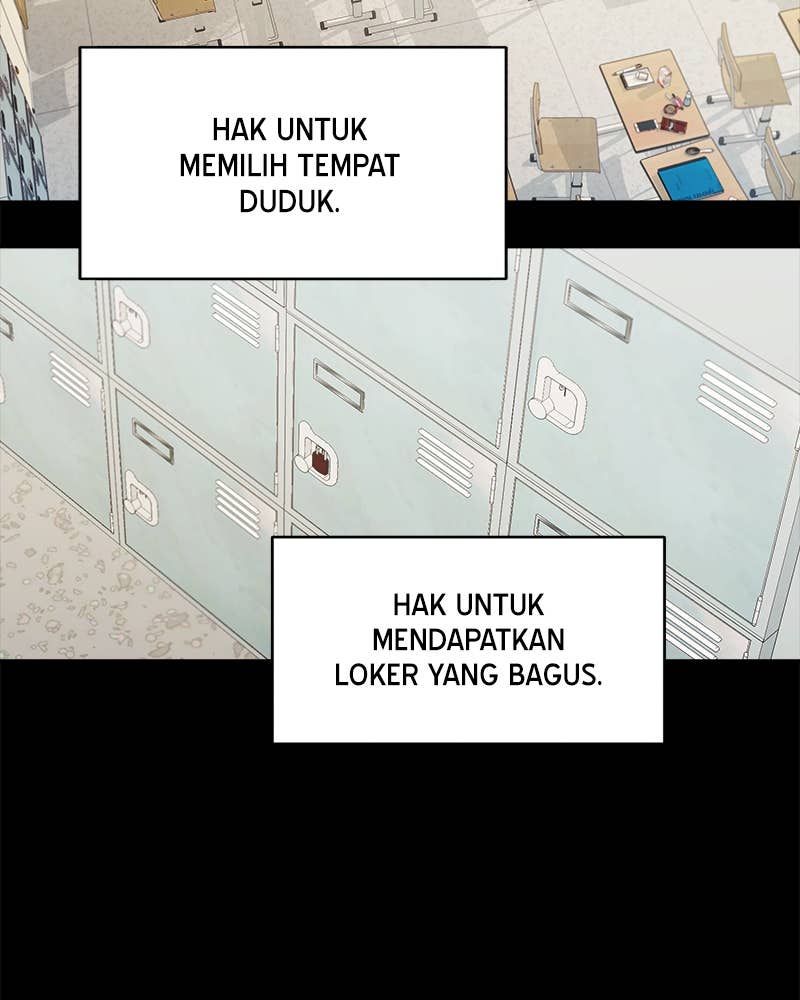 HAK UNTUK
MEMILIH TEMPAT
DUDUK.
HAK UNTUK
MENDAPATKAN
LOKER YANG BAGUS.